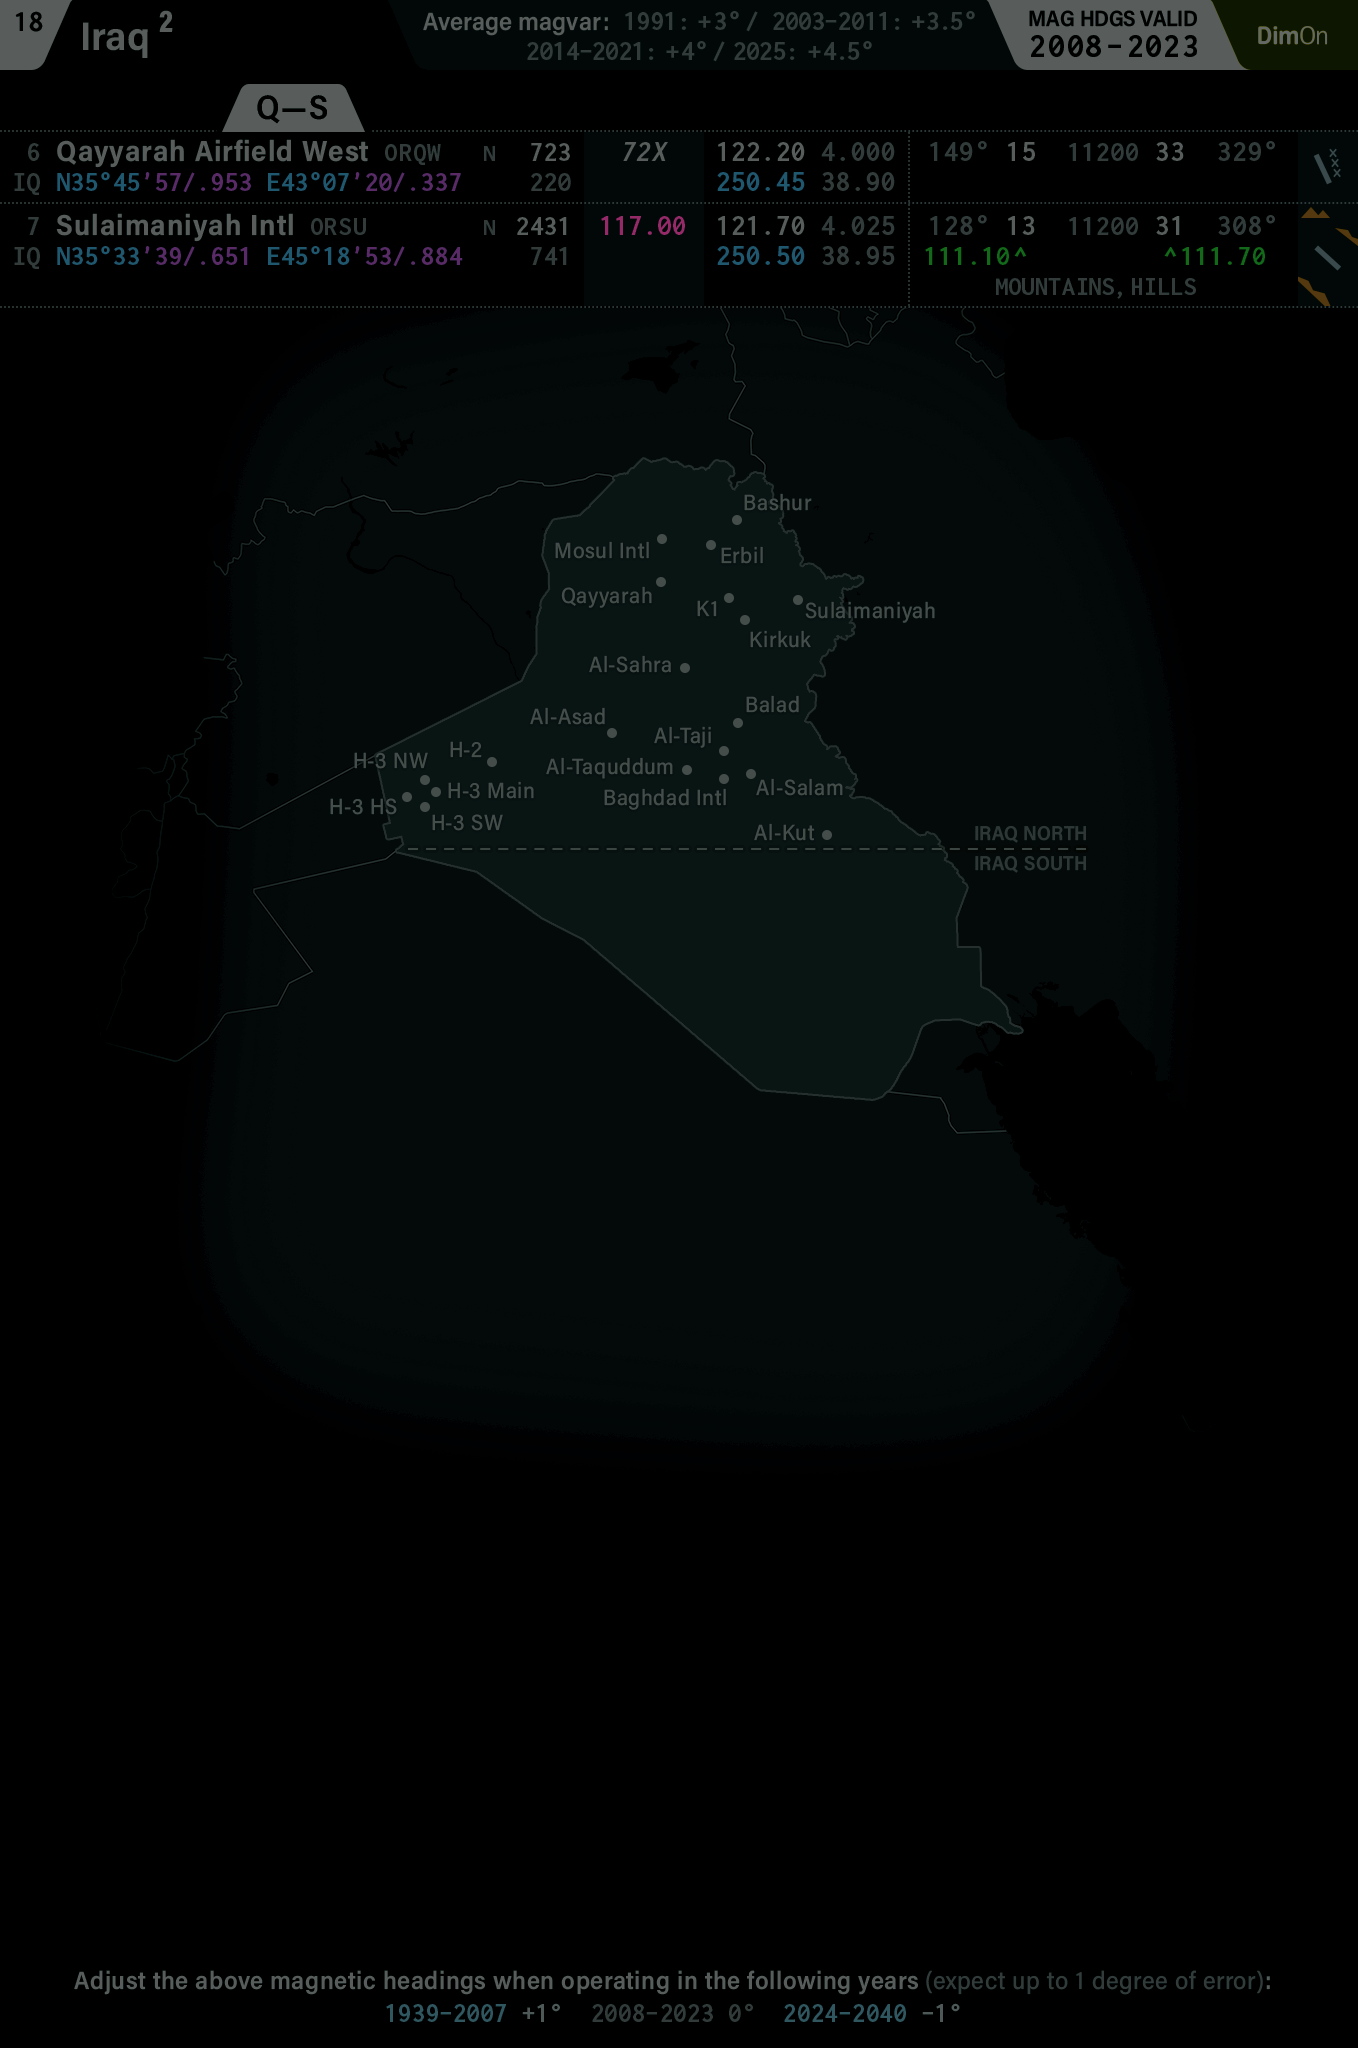 18 Iraq 2 Average magvar: 1991: +3° / 2003-2011: +3.5° MAG HDGS VALID DimOn
2014-2021: +4° / 2025: +4.5° 2008-2023
Q—S
6 Qayyarah Airfield West ORQW N 723 72X 122.20 4.000 149° 15 11200 33 329°
IQ N35°45'57/.953 E43°07'20/.337 220 250.45 38.90
7 Sulaimaniyah Intl ORSU N 2431 117.00 121.70 4.025 128° 13 11200 31 308°
IQ N35°33'39/.651 E45°18'53/.884 741 250.50 38.95 111.10^ ^111.70
MOUNTAINS, HILLS
Bashur
Mosul Intl
Erbil
Qayyarah
K1
Sulaimaniyah
Kirkuk
Al-Sahra
Balad
Al-Asad
Al-Taji
H-2
H-3 NW
Al-Taquddum
H-3 Main
Al-Salam
Baghdad Intl
H-3 HS
H-3 SW
Al-Kut
IRAQ NORTH
IRAQ SOUTH
Adjust the above magnetic headings when operating in the following years (expect up to 1 degree of error):
1939-2007 +1° 2008-2023 0° 2024-2040 -1°